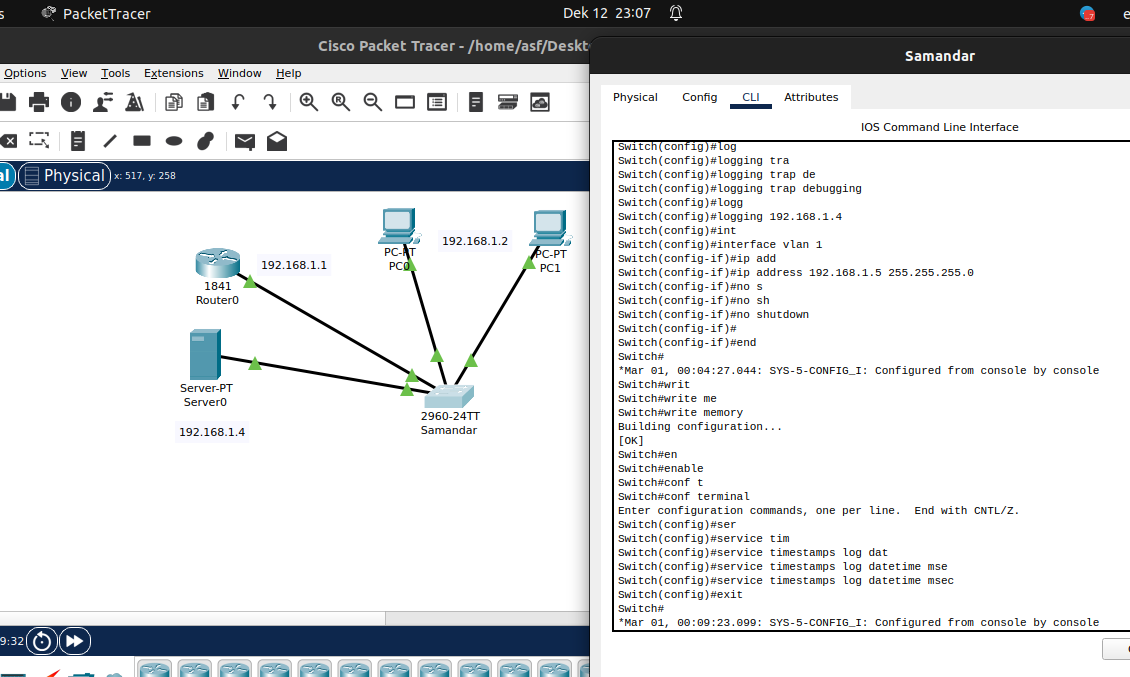 PacketTracer
Dek 12 23:07
Cisco Packet Tracer - /home/asf/Deskt
Samandar
Options View Tools Extensions Window Help
Physical Config CLI Attributes
IOS Command Line Interface
Physical x: 517, y: 258
192.168.1.1
1841
Router0
PC-PT
PC0
192.168.1.2
PC-PT
PC1
Server-PT
Server0
192.168.1.4
2960-24TT
Samandar
9:32
Switch(config)#log
Switch(config)#logging tra
Switch(config)#logging trap de
Switch(config)#logging trap debugging
Switch(config)#logg
Switch(config)#logging 192.168.1.4
Switch(config)#int
Switch(config)#interface vlan 1
Switch(config-if)#ip add
Switch(config-if)#ip address 192.168.1.5 255.255.255.0
Switch(config-if)#no s
Switch(config-if)#no sh
Switch(config-if)#no shutdown
Switch(config-if)#
Switch(config-if)#end
Switch#
*Mar 01, 00:04:27.044: SYS-5-CONFIG_I: Configured from console by console
Switch#writ
Switch#write me
Switch#write memory
Building configuration...
[OK]
Switch#en
Switch#enable
Switch#conf t
Switch#conf terminal
Enter configuration commands, one per line.  End with CNTL/Z.
Switch(config)#ser
Switch(config)#service tim
Switch(config)#service timestamps log dat
Switch(config)#service timestamps log datetime mse
Switch(config)#service timestamps log datetime msec
Switch(config)#exit
Switch#
*Mar 01, 00:09:23.099: SYS-5-CONFIG_I: Configured from console by console